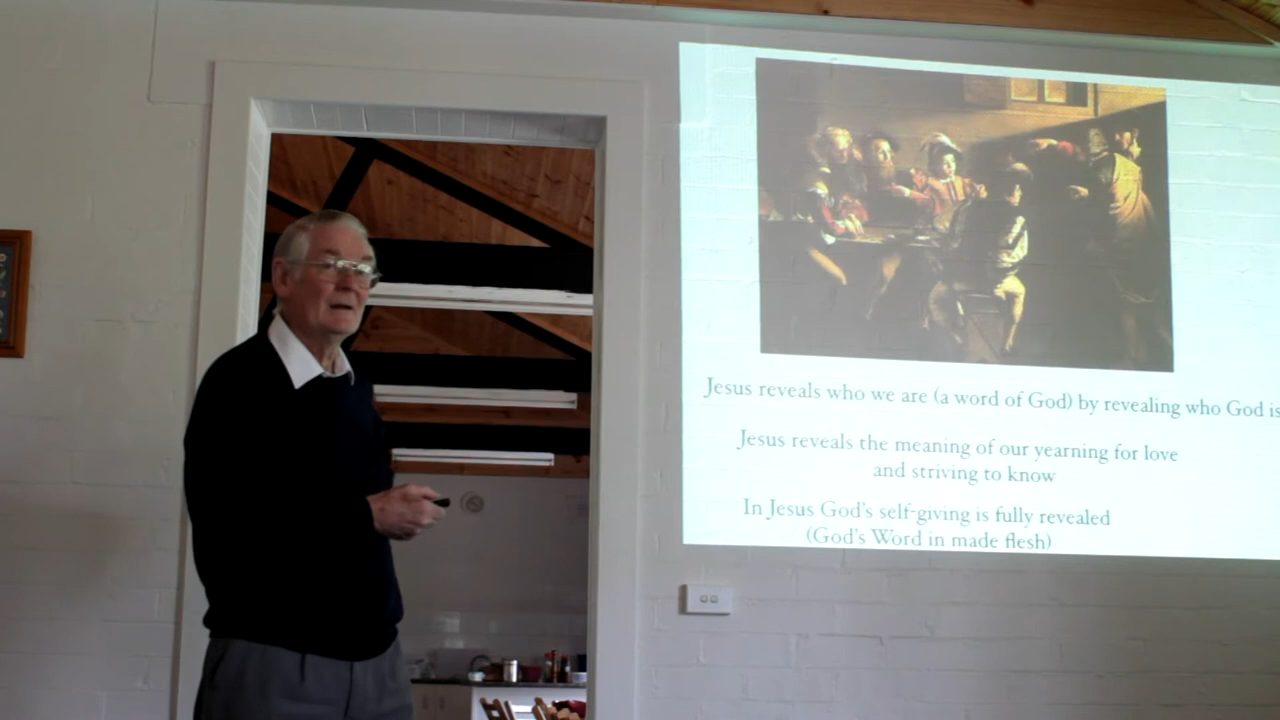 Jesus reveals who we are (a word of God) by revealing who God is
Jesus reveals the meaning of our yearning for love
and striving to know
In Jesus God's self-giving is fully revealed
(God's Word in made flesh)